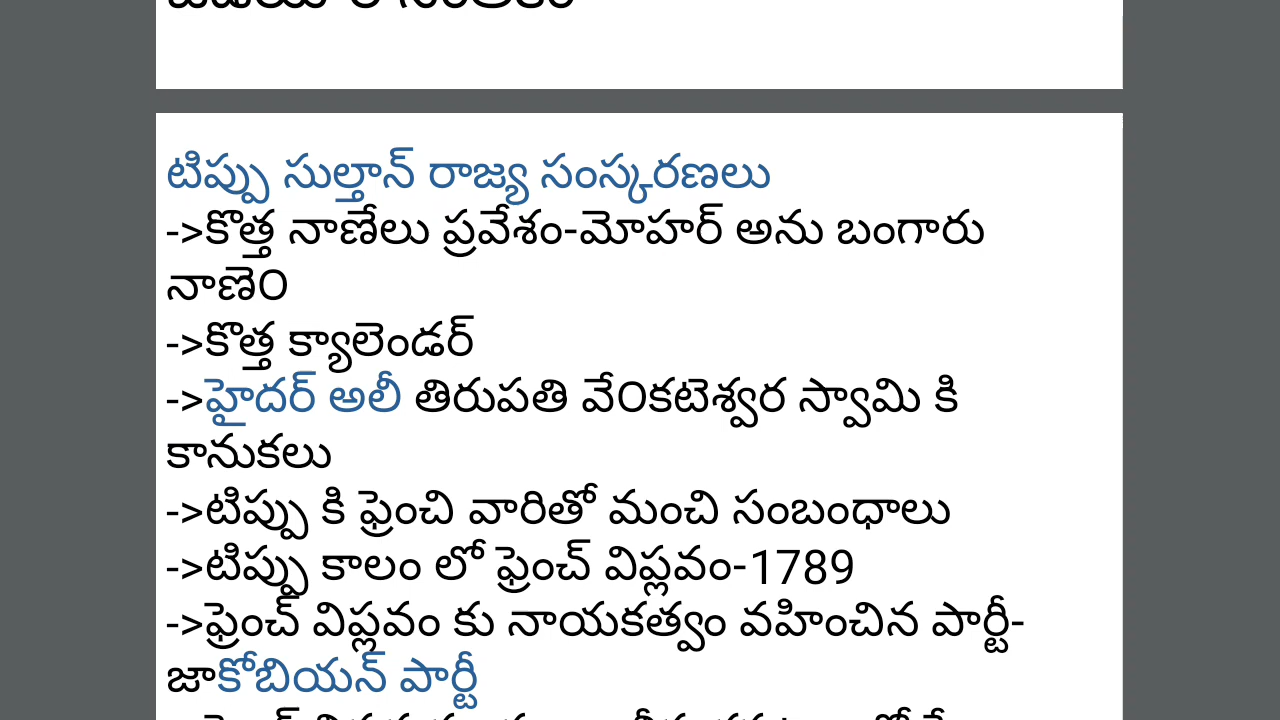 టిప్పు సుల్తాన్ రాజ్య సంస్కరణలు
->కొత్త నాణేలు ప్రవేశం-మోహర్ అను బంగారు
నాణెం
->కొత్త క్యాలెండర్
->హైదర్ అలీ తిరుపతి వేంకటెశ్వర స్వామి కి
కానుకలు
->టిప్పు కి ఫ్రెంచి వారితో మంచి సంబంధాలు
->టిప్పు కాలం లో ఫ్రెంచ్ విప్లవం-1789
->ఫ్రెంచ్ విప్లవం కు నాయకత్వం వహించిన పార్టీ-
జాకోబియన్ పార్టీ